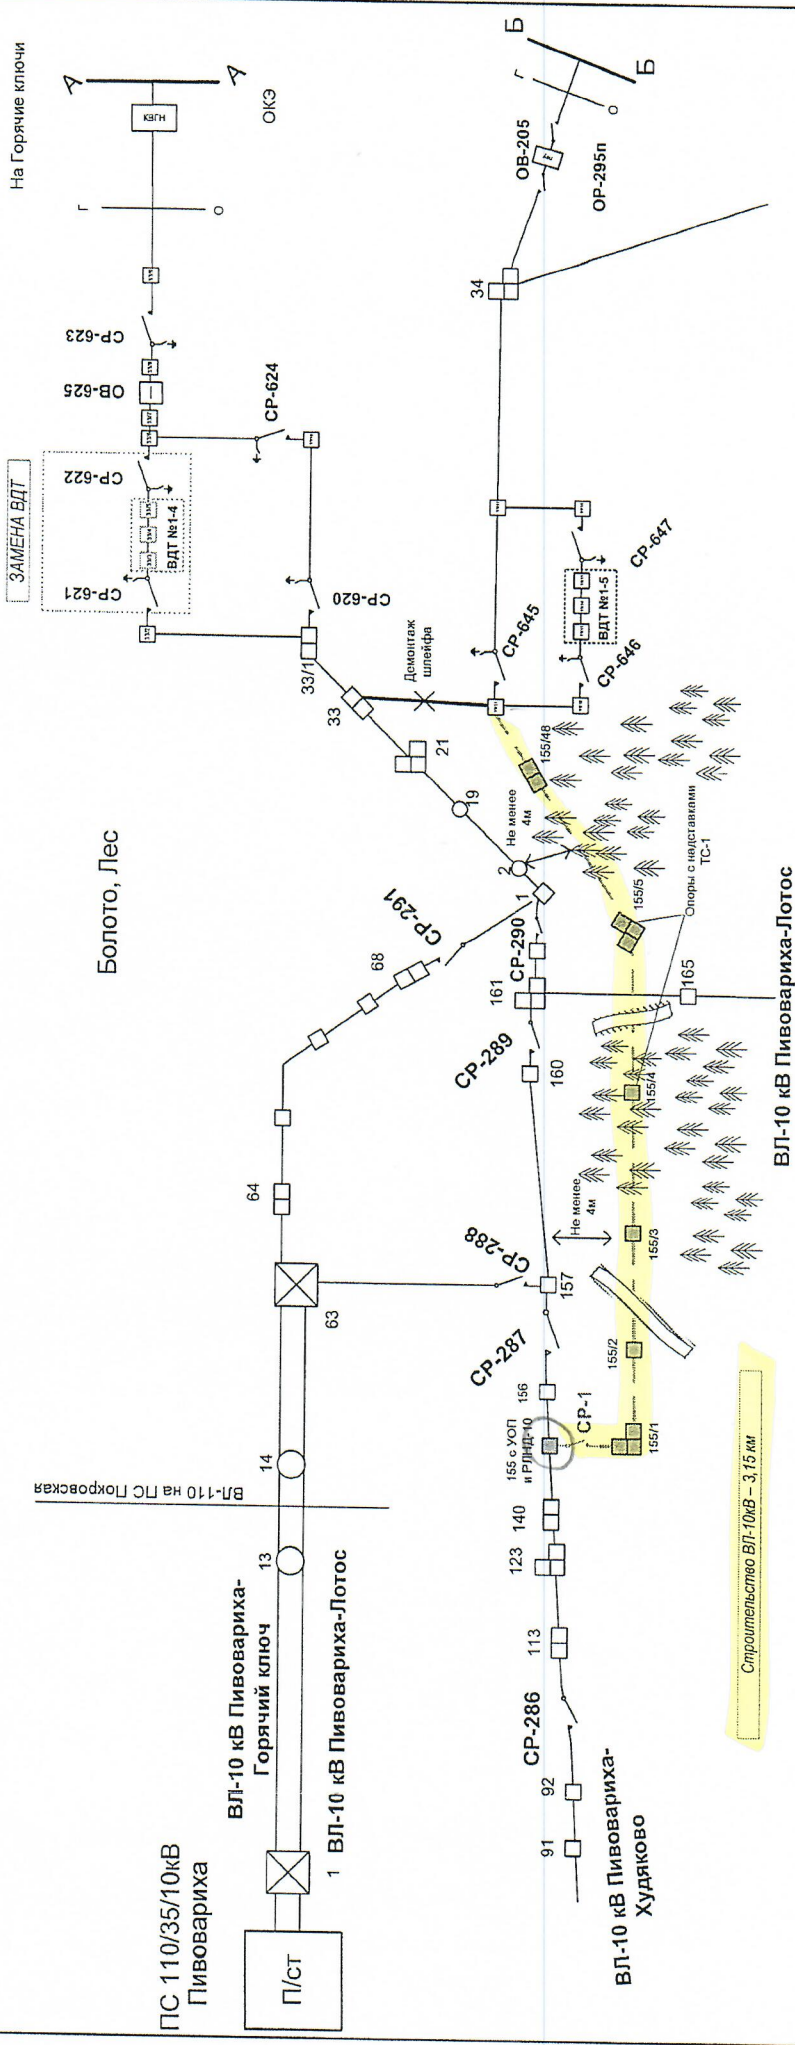 ПС 110/35/10кВ
Пивовариха
П/ст
1
ВЛ-10 кВ Пивовариха-
Горячий ключ
ВЛ-10 кВ Пивовариха-Лотос
13
14
ВЛ-110 на ПС Покровская
63
64
68
СР-291
Болото, Лес
ЗАМЕНА ВДТ
На Горячие ключи
А
А
ОКЭ
Г
О
СР-623
ОВ-625
СР-622
ВДТ №1-4
СР-621
СР-624
СР-620
33/1
33
21
19
2
1
Демонтаж
шлейфа
Не менее
4м
ВЛ-10 кВ Пивовариха-
Худяково
91
92
СР-286
113
123
140
155 с УОП
и РЛНД-10
СР-1
156
СР-287
157
СР-288
160
СР-289
161
СР-290
165
ВЛ-10 кВ Пивовариха-Лотос
Не менее
4м
155/1
155/2
155/3
155/4
155/5
155/48
Опоры с надставками
ТС-1
СР-645
СР-646
ВДТ №1-5
СР-647
34
ОВ-205
ОР-295п
Г
О
Б
Б
Строительство ВЛ-10кВ – 3,15 км